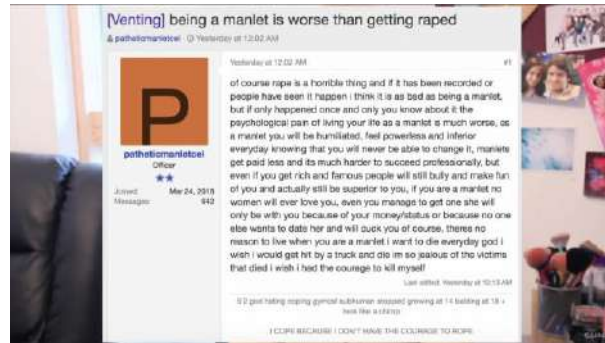 [Venting] being a manlet is worse than getting raped
patheticmanletcel · Yesterday at 12:02 AM
P
patheticmanletcel
Officer
★★
Joined: Mar 24, 2018
Messages: 942
Yesterday at 12:02 AM #1
of course rape is a horrible thing and if it has been recorded or
people have seen it happen i think it is as bad as being a manlet,
but if only happened once and only you know about it the
psychological pain of living your life as a manlet is much worse, as
a manlet you will be humiliated, feel powerless and inferior
everyday knowing that you will never be able to change it, manlets
get paid less and its much harder to succeed professionally, but
even if you get rich and famous people will still bully and make fun
of you and actually still be superior to you, if you are a manlet no
women will ever love you, even you manage to get one she will
only be with you because of your money/status or because no one
else wants to date her and will cuck you of course, theres no
reason to live when you are a manlet i want to die everyday god i
wish i would get hit by a truck and die im so jealous of the victims
that died i wish i had the courage to kill myself
Last edited: Yesterday at 10:13 AM
god hating coping gymcel subhuman stopped growing at 14 balding at 18
look like a
I COPE BECAUSE I DON'T HAVE THE COURAGE TO ROPE